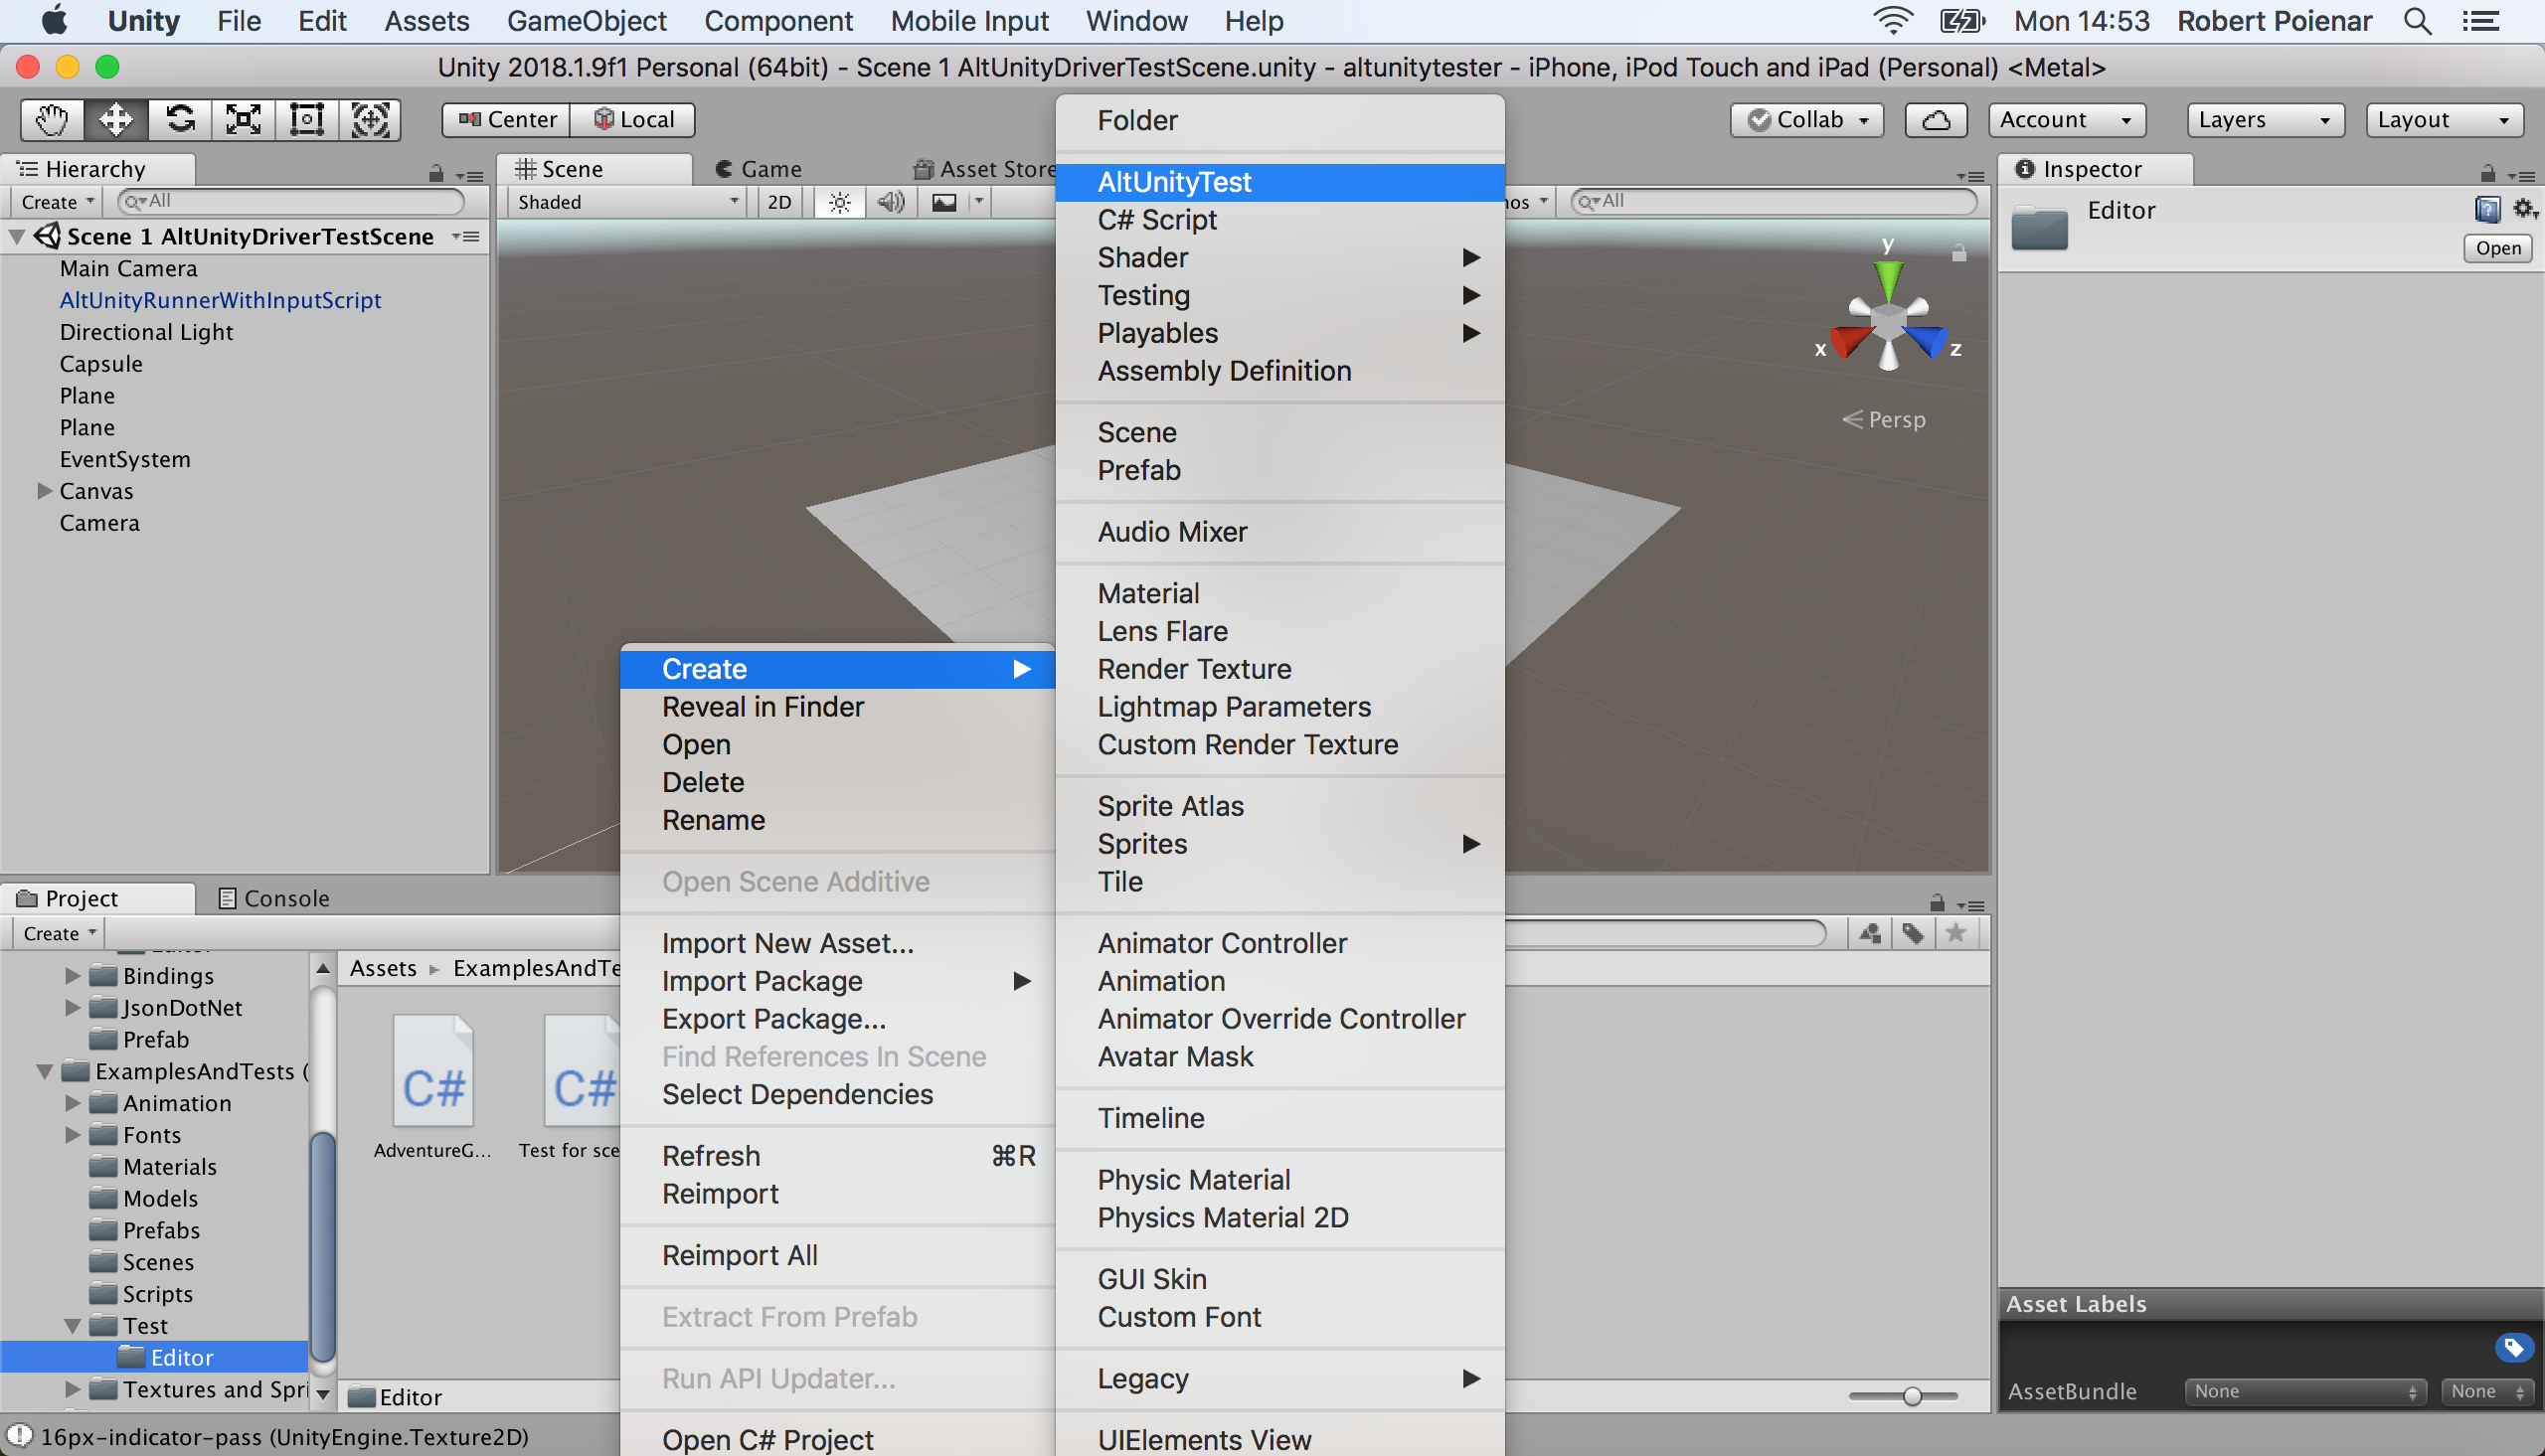 Unity File Edit Assets GameObject Component Mobile Input Window Help Mon 14:53 Robert Poienar
Unity 2018.1.9f1 Personal (64bit) - Scene 1 AltUnityDriverTestScene.unity - altunitytester - iPhone, iPod Touch and iPad (Personal) <Metal>
Center Local Collab Account Layers Layout
Hierarchy
Create All
Scene 1 AltUnityDriverTestScene
Main Camera
AltUnityRunnerWithInputScript
Directional Light
Capsule
Plane
Plane
EventSystem
Canvas
Camera
Scene Game Asset Store
Shaded 2D
All
y
x z
Persp
Inspector
Editor
Open
Folder
AltUnityTest
C# Script
Shader
Testing
Playables
Assembly Definition
Scene
Prefab
Audio Mixer
Material
Lens Flare
Render Texture
Lightmap Parameters
Custom Render Texture
Sprite Atlas
Sprites
Tile
Animator Controller
Animation
Animator Override Controller
Avatar Mask
Timeline
Physic Material
Physics Material 2D
GUI Skin
Custom Font
Legacy
UIElements View
Create
Reveal in Finder
Open
Delete
Rename
Open Scene Additive
Import New Asset...
Import Package
Export Package...
Find References In Scene
Select Dependencies
Refresh ⌘R
Reimport
Reimport All
Extract From Prefab
Run API Updater...
Open C# Project
Project Console
Create
Bindings
JsonDotNet
Prefab
ExamplesAndTests (
Animation
Fonts
Materials
Models
Prefabs
Scenes
Scripts
Test
Editor
Textures and Spri
Assets ExamplesAndTe
C# C#
AdventureG... Test for sce
Editor
Asset Labels
AssetBundle None None
16px-indicator-pass (UnityEngine.Texture2D)